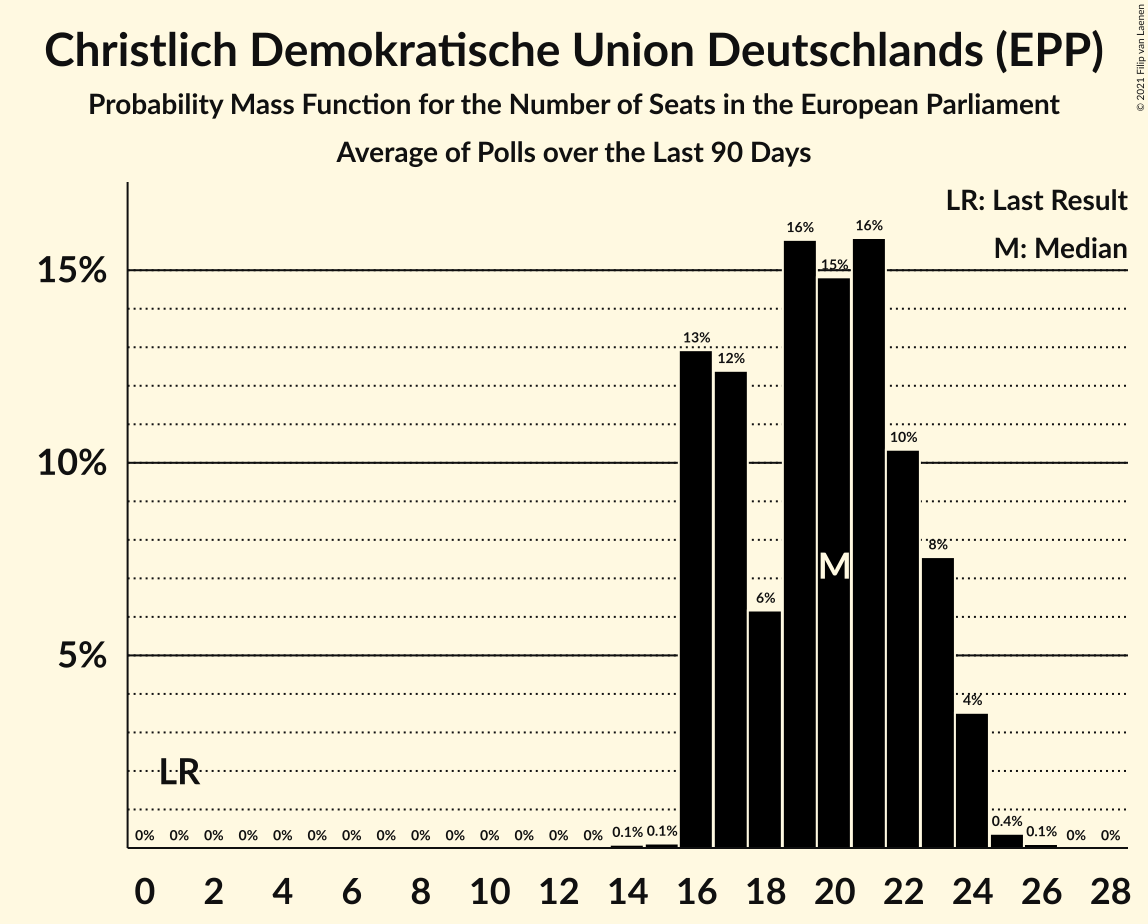 Christlich Demokratische Union Deutschlands (EPP)
Probability Mass Function for the Number of Seats in the European Parliament
Average of Polls over the Last 90 Days
© 2021 Filip van Laenen
LR: Last Result
M: Median
16% 16%
15%
15%
13%
12%
10%
10%
8%
M
6%
5%
4%
LR
0% 0% 0% 0% 0% 0% 0% 0% 0% 0% 0% 0% 0% 0% 0.1% 0.1% 0.4% 0.1% 0% 0%
0 2 4 6 8 10 12 14 16 18 20 22 24 26 28